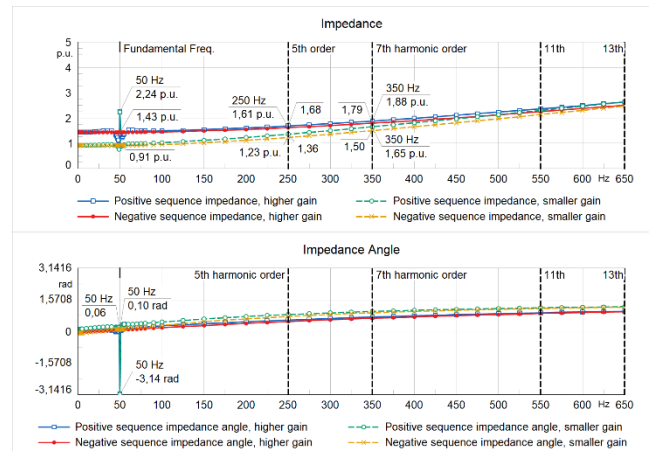 Impedance
5
p.u.
4
3
2
1
0
Fundamental Freq.
5th order
7th harmonic order
11th
13th
50 Hz
2,24 p.u.
1,43 p.u.
0,91 p.u.
250 Hz
1,61 p.u.
1,68
1,79
350 Hz
1,88 p.u.
1,23 p.u.
1,36
1,50
350 Hz
1,65 p.u.
0 50 100 150 200 250 300 350 400 450 500 550 600 Hz 650
Positive sequence impedance, higher gain
Positive sequence impedance, smaller gain
Negative sequence impedance, higher gain
Negative sequence impedance, smaller gain
Impedance Angle
3,1416
rad
1,5708
0
-1,5708
-3,1416
5th harmonic order
7th harmonic order
11th
13th
50 Hz
0,06
50 Hz
0,10 rad
50 Hz
-3,14 rad
0 50 100 150 200 250 300 350 400 450 500 550 600 Hz 650
Positive sequence impedance angle, higher gain
Positive sequence impedance angle, smaller gain
Negative sequence impedance angle, higher gain
Negative sequence impedance angle, smaller gain